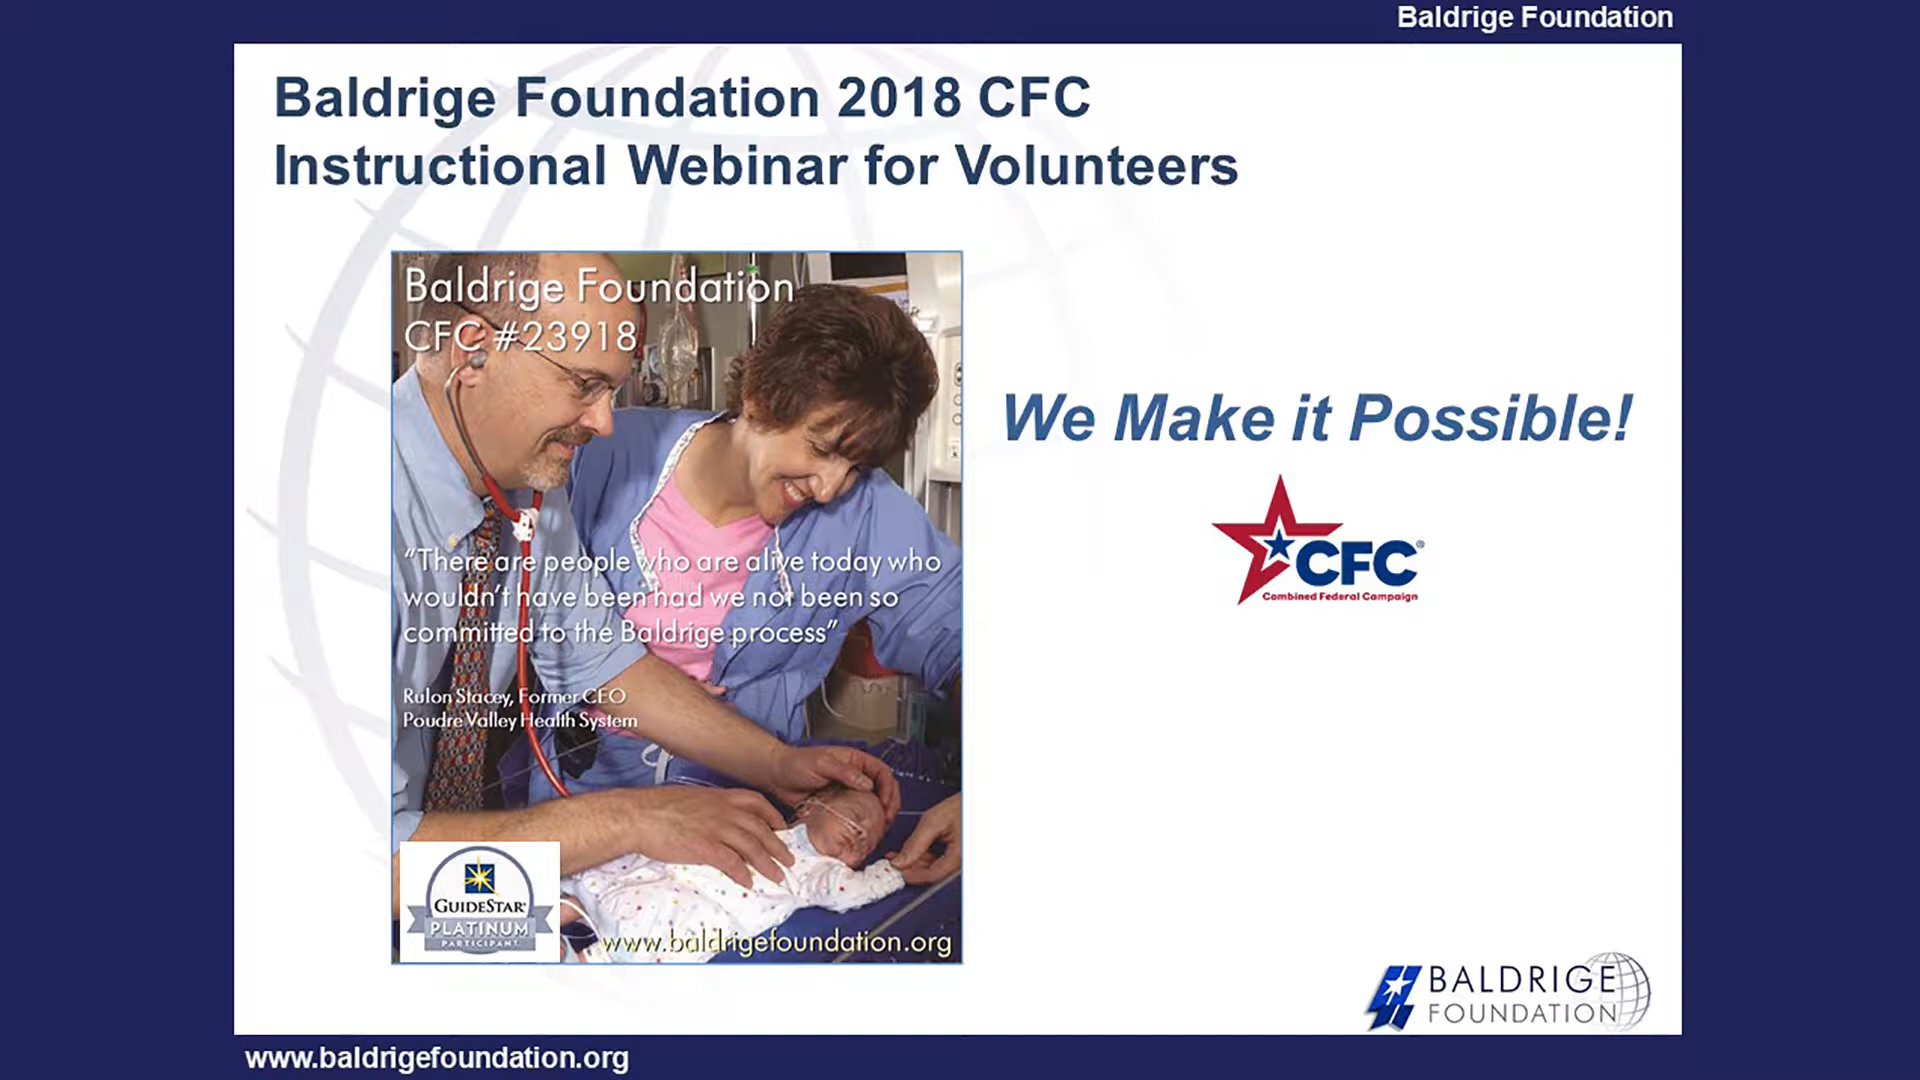 Baldrige Foundation
Baldrige Foundation 2018 CFC
Instructional Webinar for Volunteers
Baldrige Foundation
CFC #23918
“There are people who are alive today who
wouldn’t have been had we not been so
committed to the Baldrige process”
Rulon Stacey, Former CEO
Poudre Valley Health System
GUIDESTAR®
PLATINUM
PARTICIPANT
www.baldrigefoundation.org
We Make it Possible!
CFC®
Combined Federal Campaign
BALDRIGE
FOUNDATION
www.baldrigefoundation.org